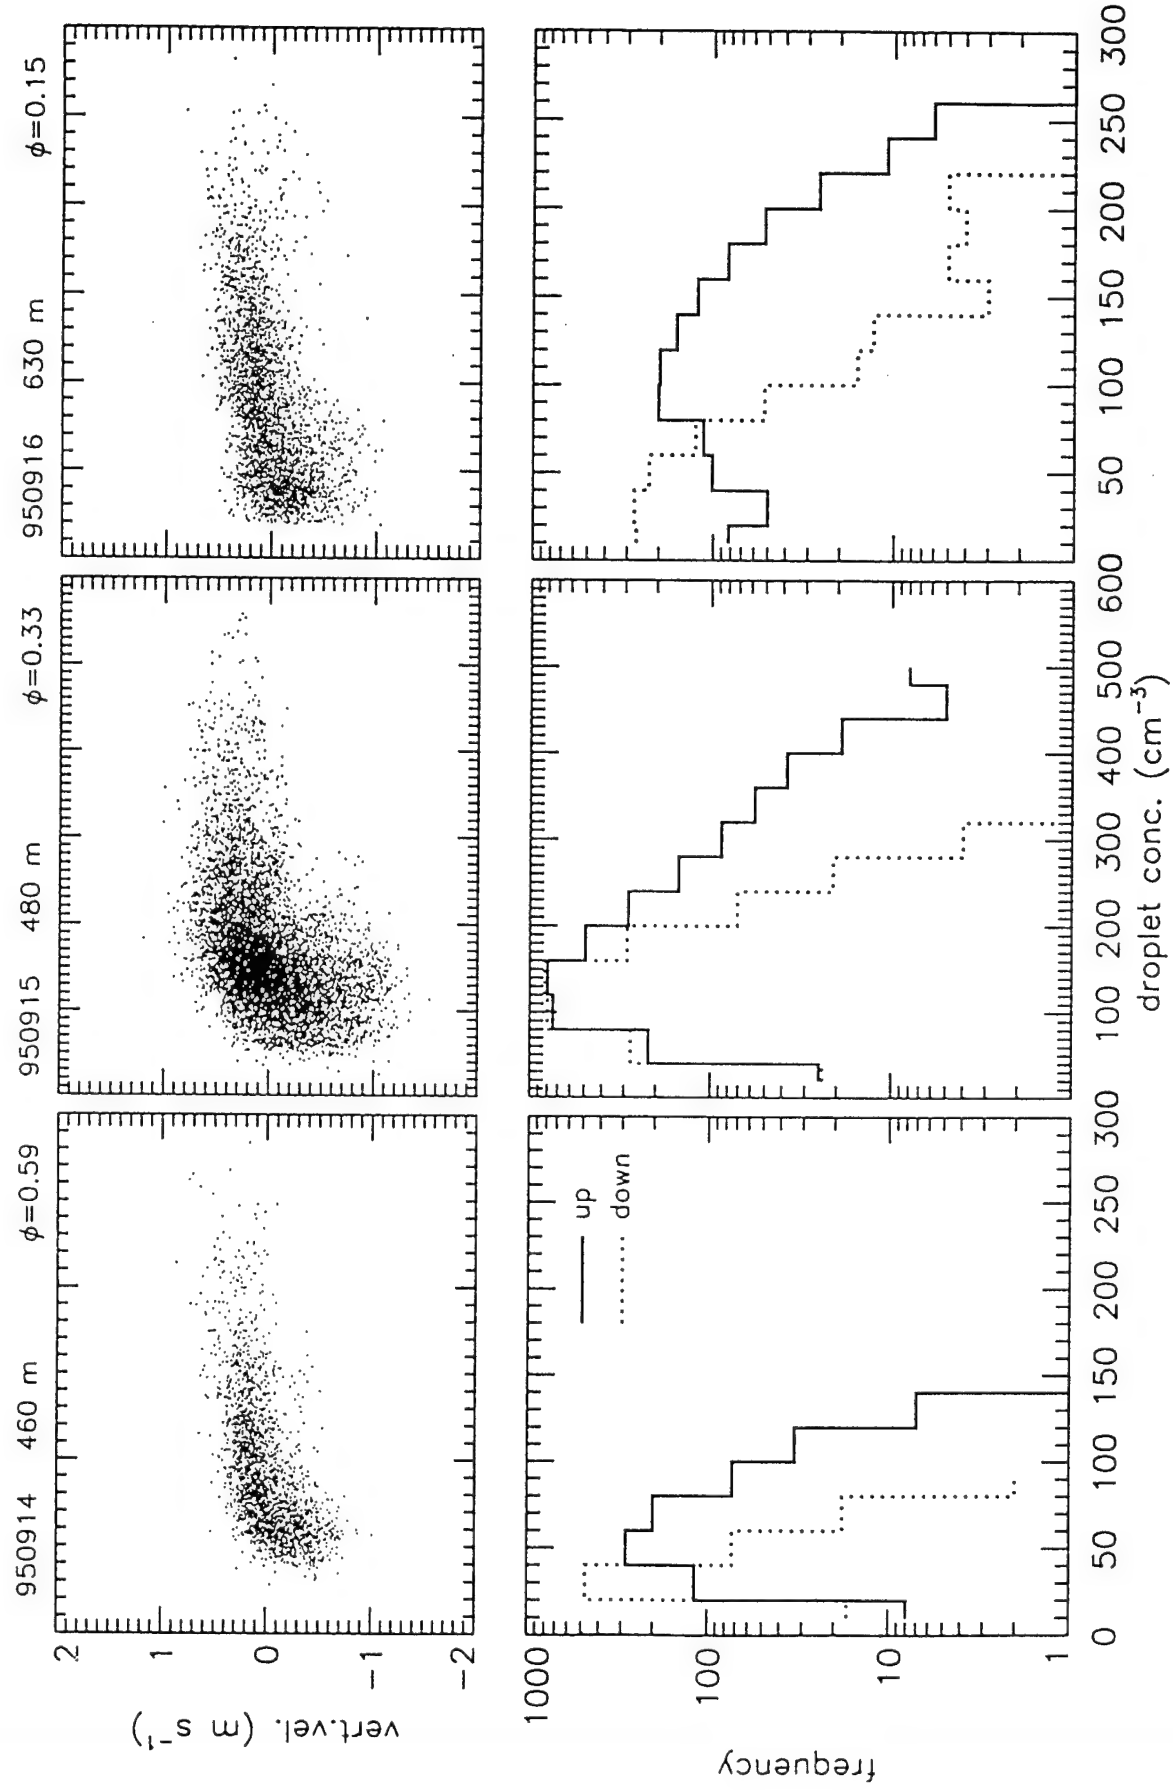 950914 460 m φ=0.59
950915 480 m φ=0.33
950916 630 m φ=0.15
vert.vel. (m s⁻¹)
2
1
0
−1
−2
frequency
1000
100
10
1
up
down
0 50 100 150 200 250 300
0 100 200 300 400 500 600
50 100 150 200 250 300
droplet conc. (cm⁻³)